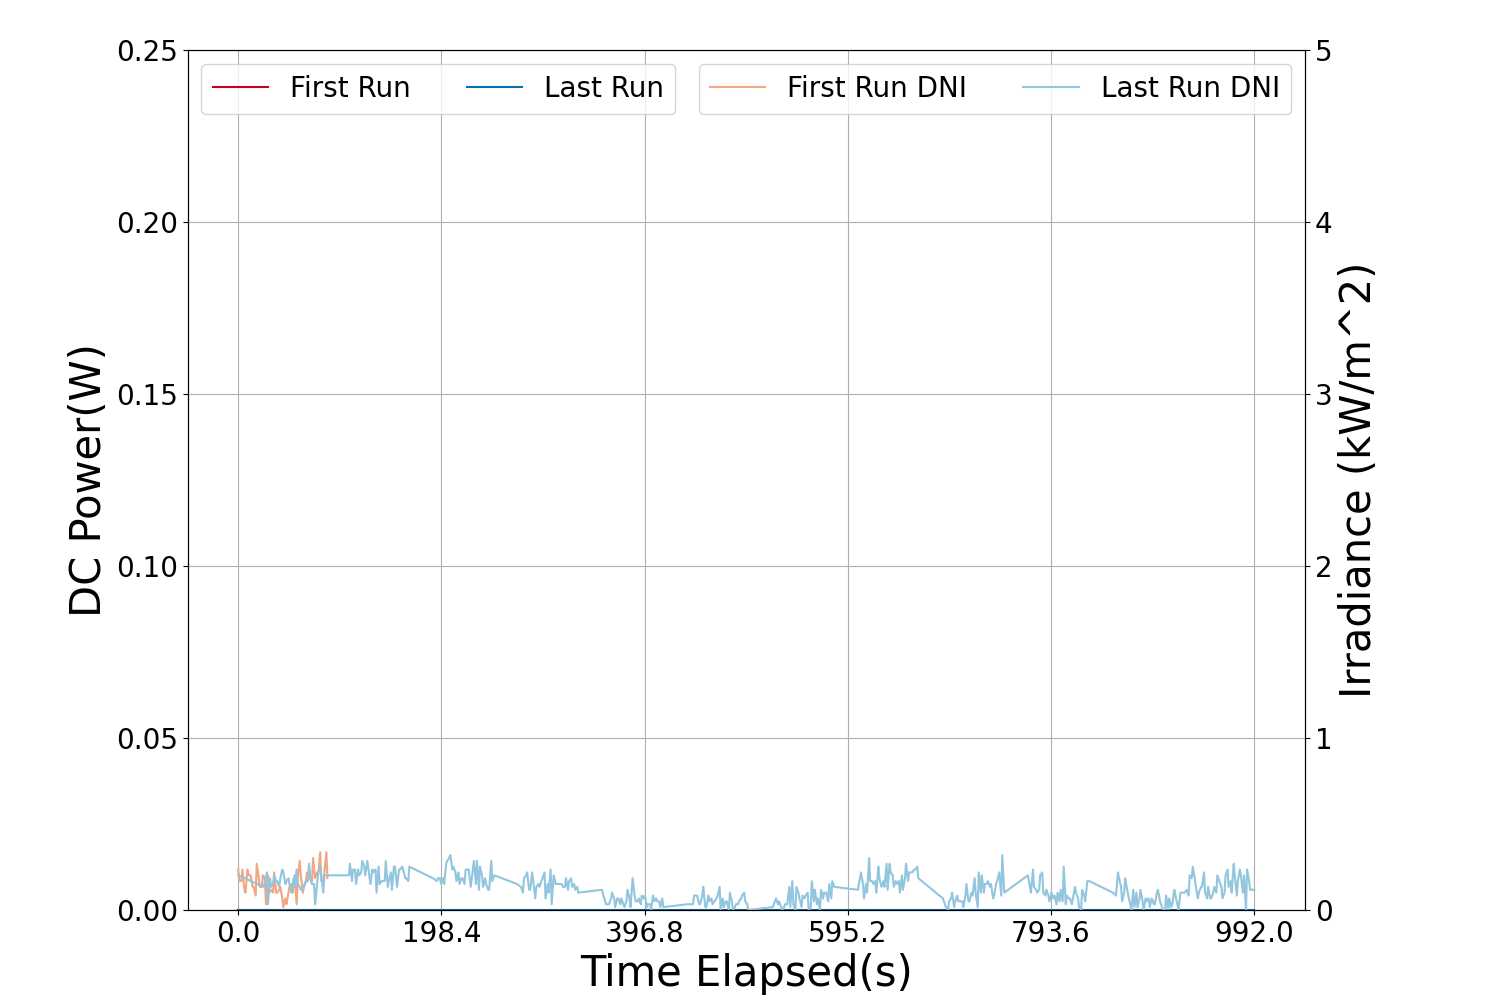 First Run
Last Run
First Run DNI
Last Run DNI
0.25
0.20
0.15
0.10
0.05
0.00
DC Power(W)
5
4
3
2
1
0
Irradiance (kW/m^2)
0.0
198.4
396.8
595.2
793.6
992.0
Time Elapsed(s)